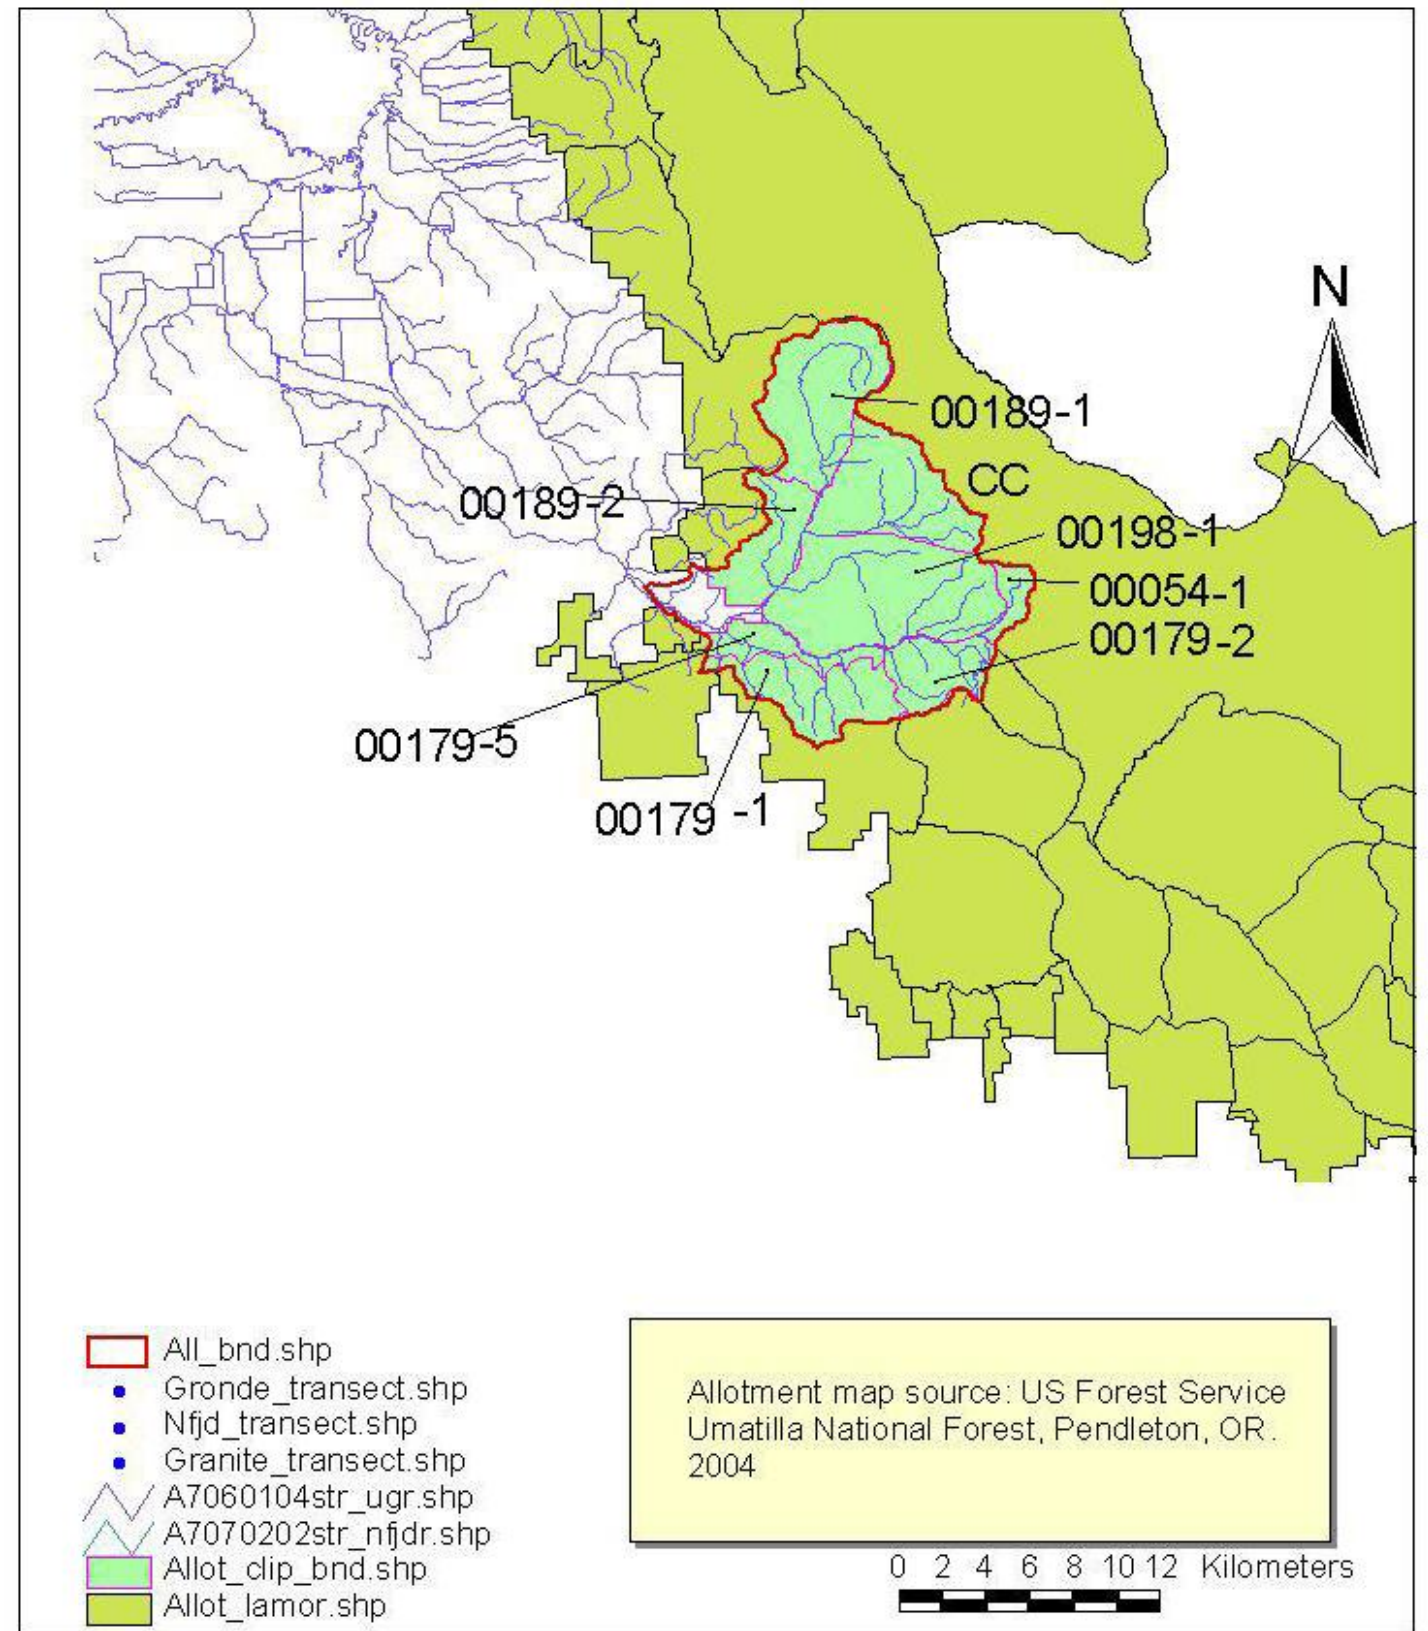 N
00189-1
CC
00189-2
00198-1
00054-1
00179-2
00179-5
00179 -1
All_bnd.shp
Gronde_transect.shp
Nfjd_transect.shp
Granite_transect.shp
A7060104str_ugr.shp
A7070202str_nfjdr.shp
Allot_clip_bnd.shp
Allot_lamor.shp
Allotment map source: US Forest Service
Umatilla National Forest, Pendleton, OR.
2004
0 2 4 6 8 10 12 Kilometers